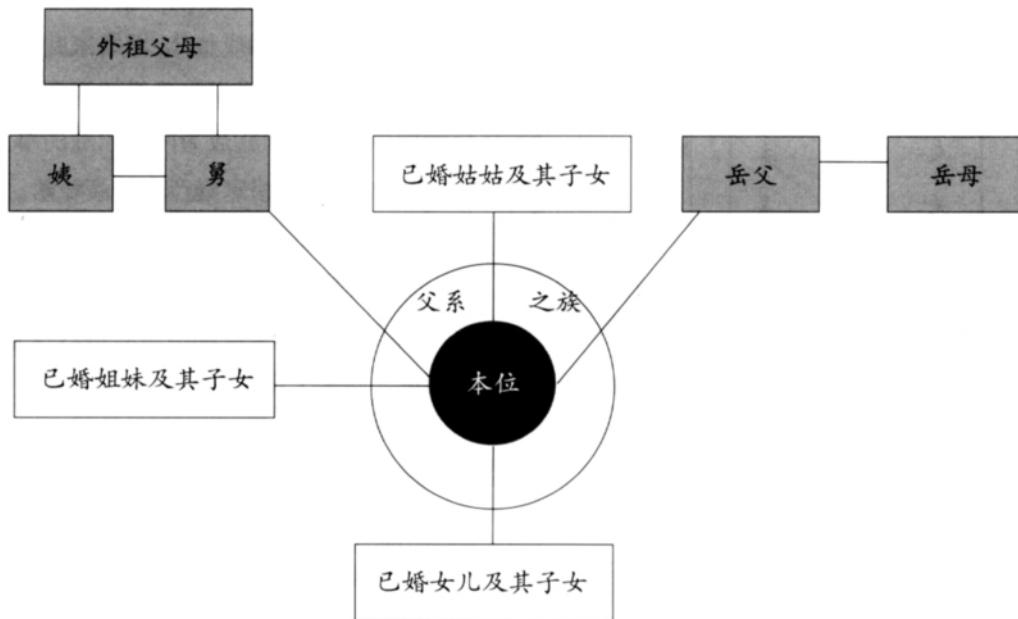 外祖父母
姨
舅
已婚姑姑及其子女
岳父
岳母
父系
之族
已婚姐妹及其子女
本位
已婚女儿及其子女